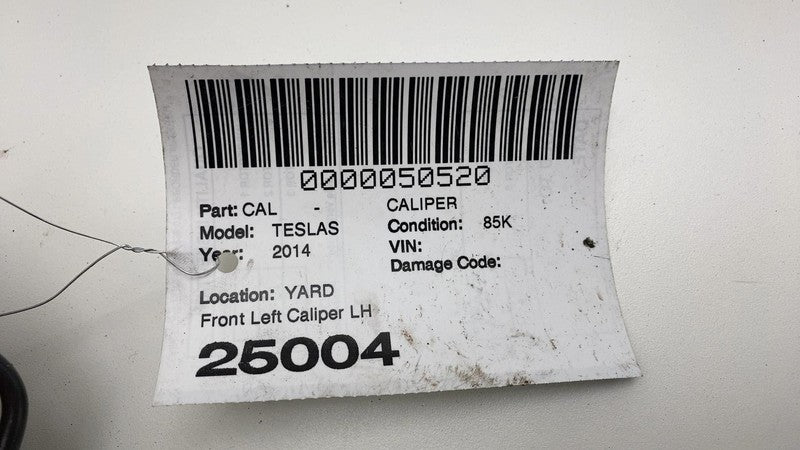 0000050520
Part: CAL - CALIPER
Model: TESLAS Condition: 85K
Year: 2014 VIN:
Damage Code:
Location: YARD
Front Left Caliper LH
25004